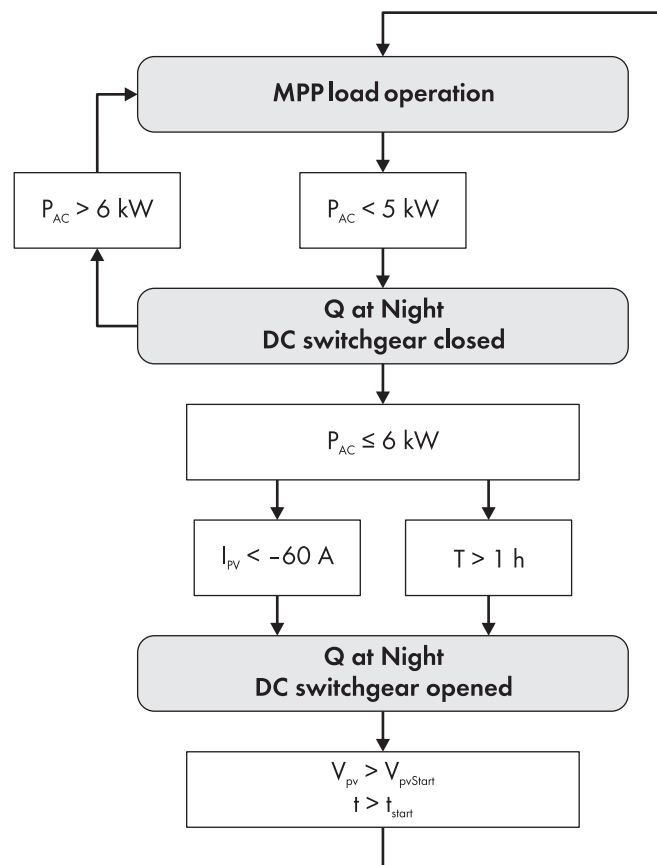 MPP load operation
P_AC > 6 kW
P_AC < 5 kW
Q at Night
DC switchgear closed
P_AC ≤ 6 kW
I_PV < –60 A
T > 1 h
Q at Night
DC switchgear opened
V_pv > V_pvStart
t > t_start